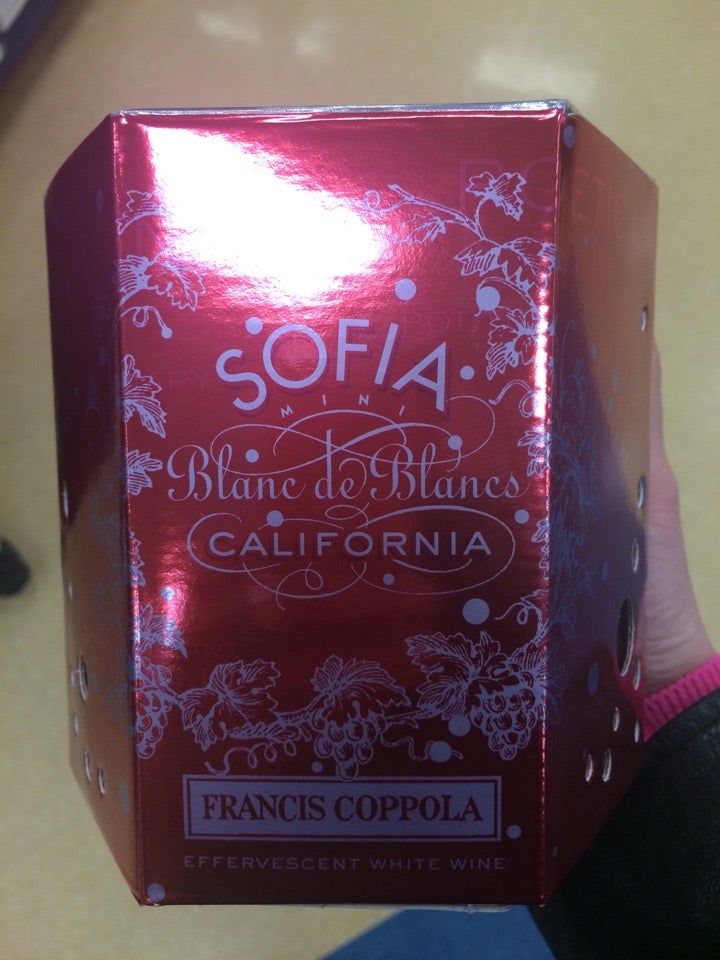 SOFIA
MINI
Blanc de Blancs
CALIFORNIA
FRANCIS COPPOLA
EFFERVESCENT WHITE WINE